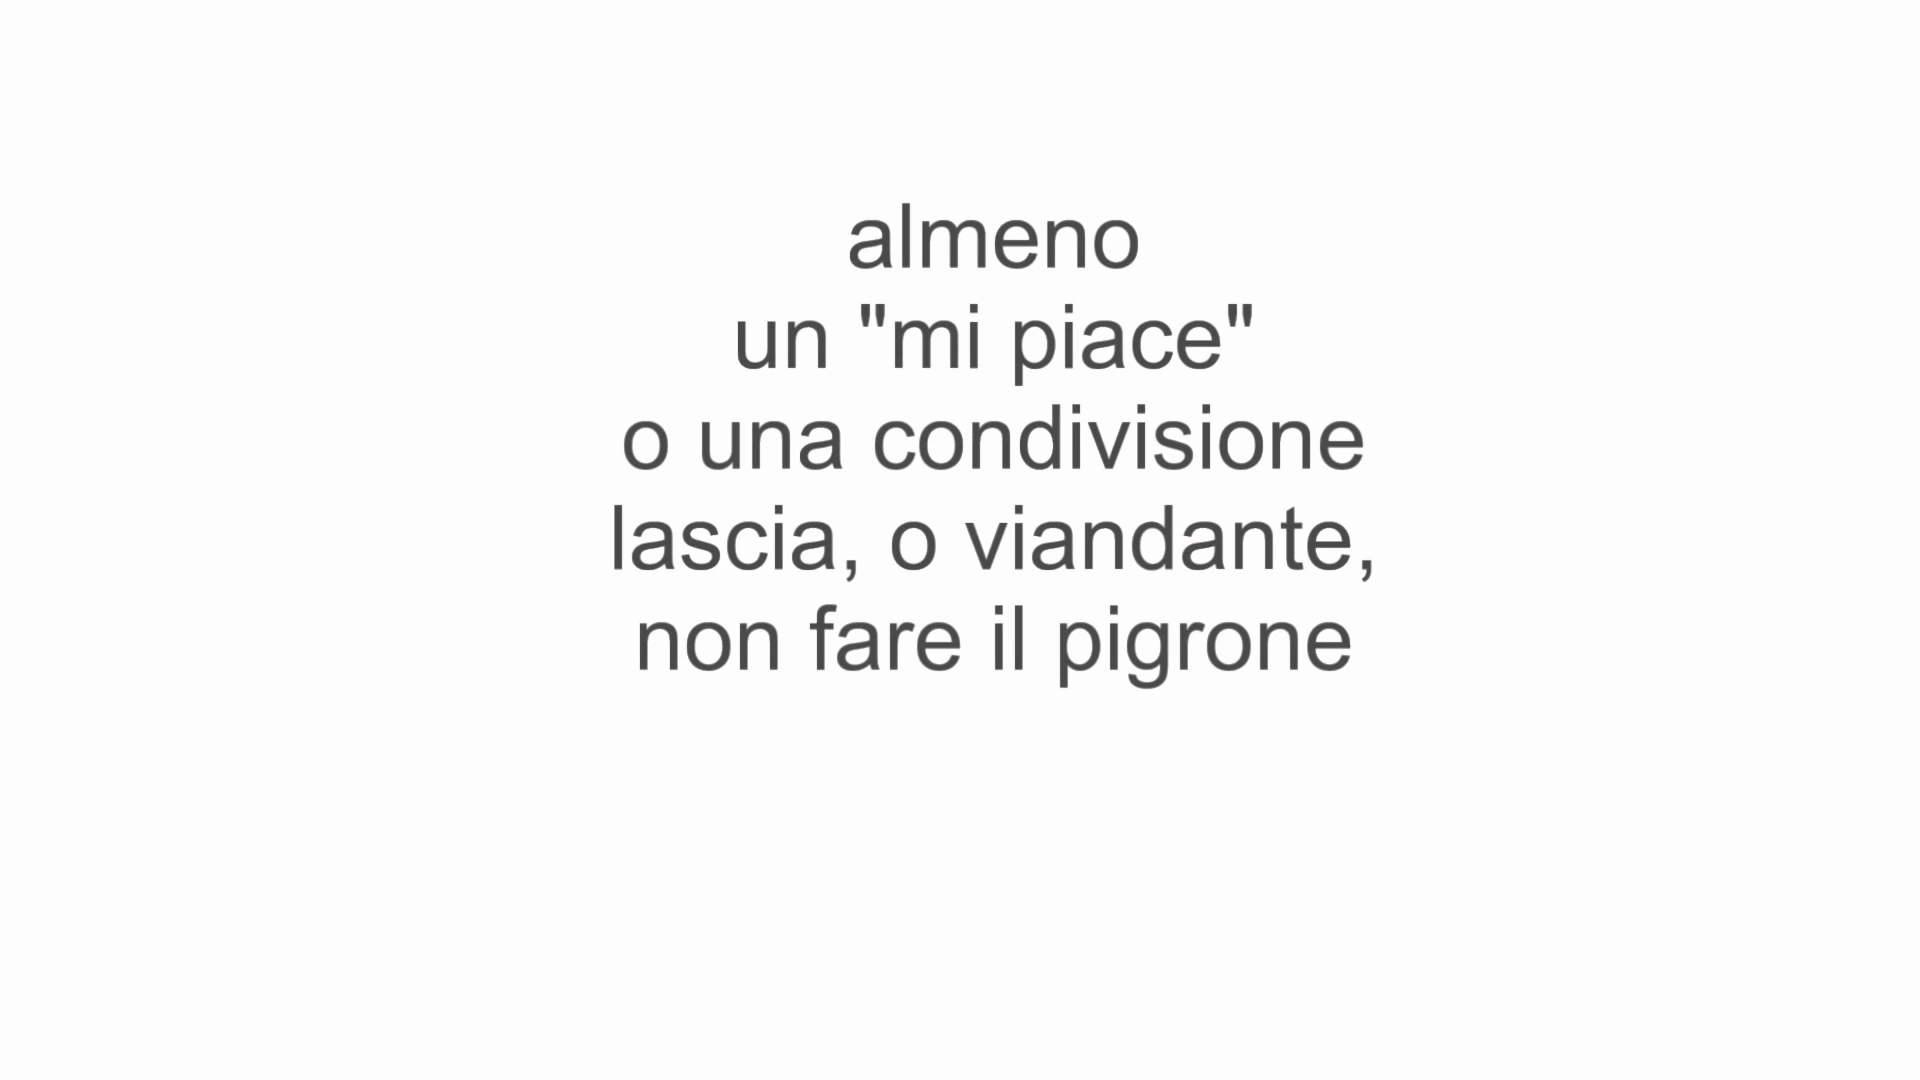 almeno
un "mi piace"
o una condivisione
lascia, o viandante,
non fare il pigrone